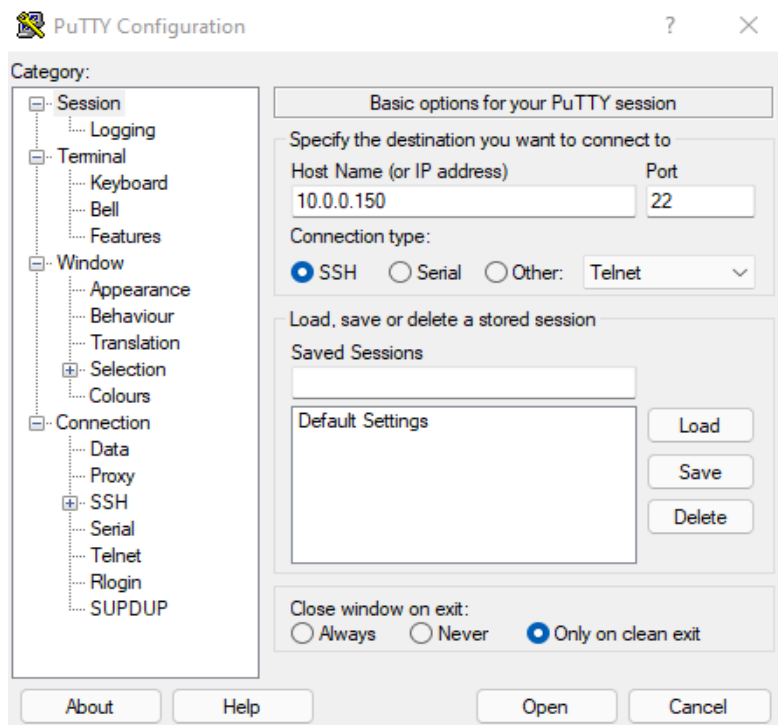 PuTTY Configuration
?
Category:
Session
Logging
Terminal
Keyboard
Bell
Features
Window
Appearance
Behaviour
Translation
Selection
Colours
Connection
Data
Proxy
SSH
Serial
Telnet
Rlogin
SUPDUP
Basic options for your PuTTY session
Specify the destination you want to connect to
Host Name (or IP address) Port
10.0.0.150 22
Connection type:
SSH Serial Other: Telnet
Load, save or delete a stored session
Saved Sessions
Default Settings
Load
Save
Delete
Close window on exit:
Always Never Only on clean exit
About Help Open Cancel